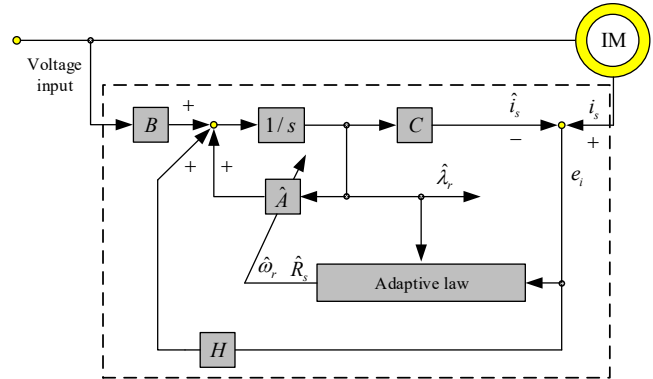 IM
Voltage
input
B
+
1/s
C
î_s
−
i_s
+
+
+
Â
λ̂_r
e_i
ω̂_r R̂_s
Adaptive law
H